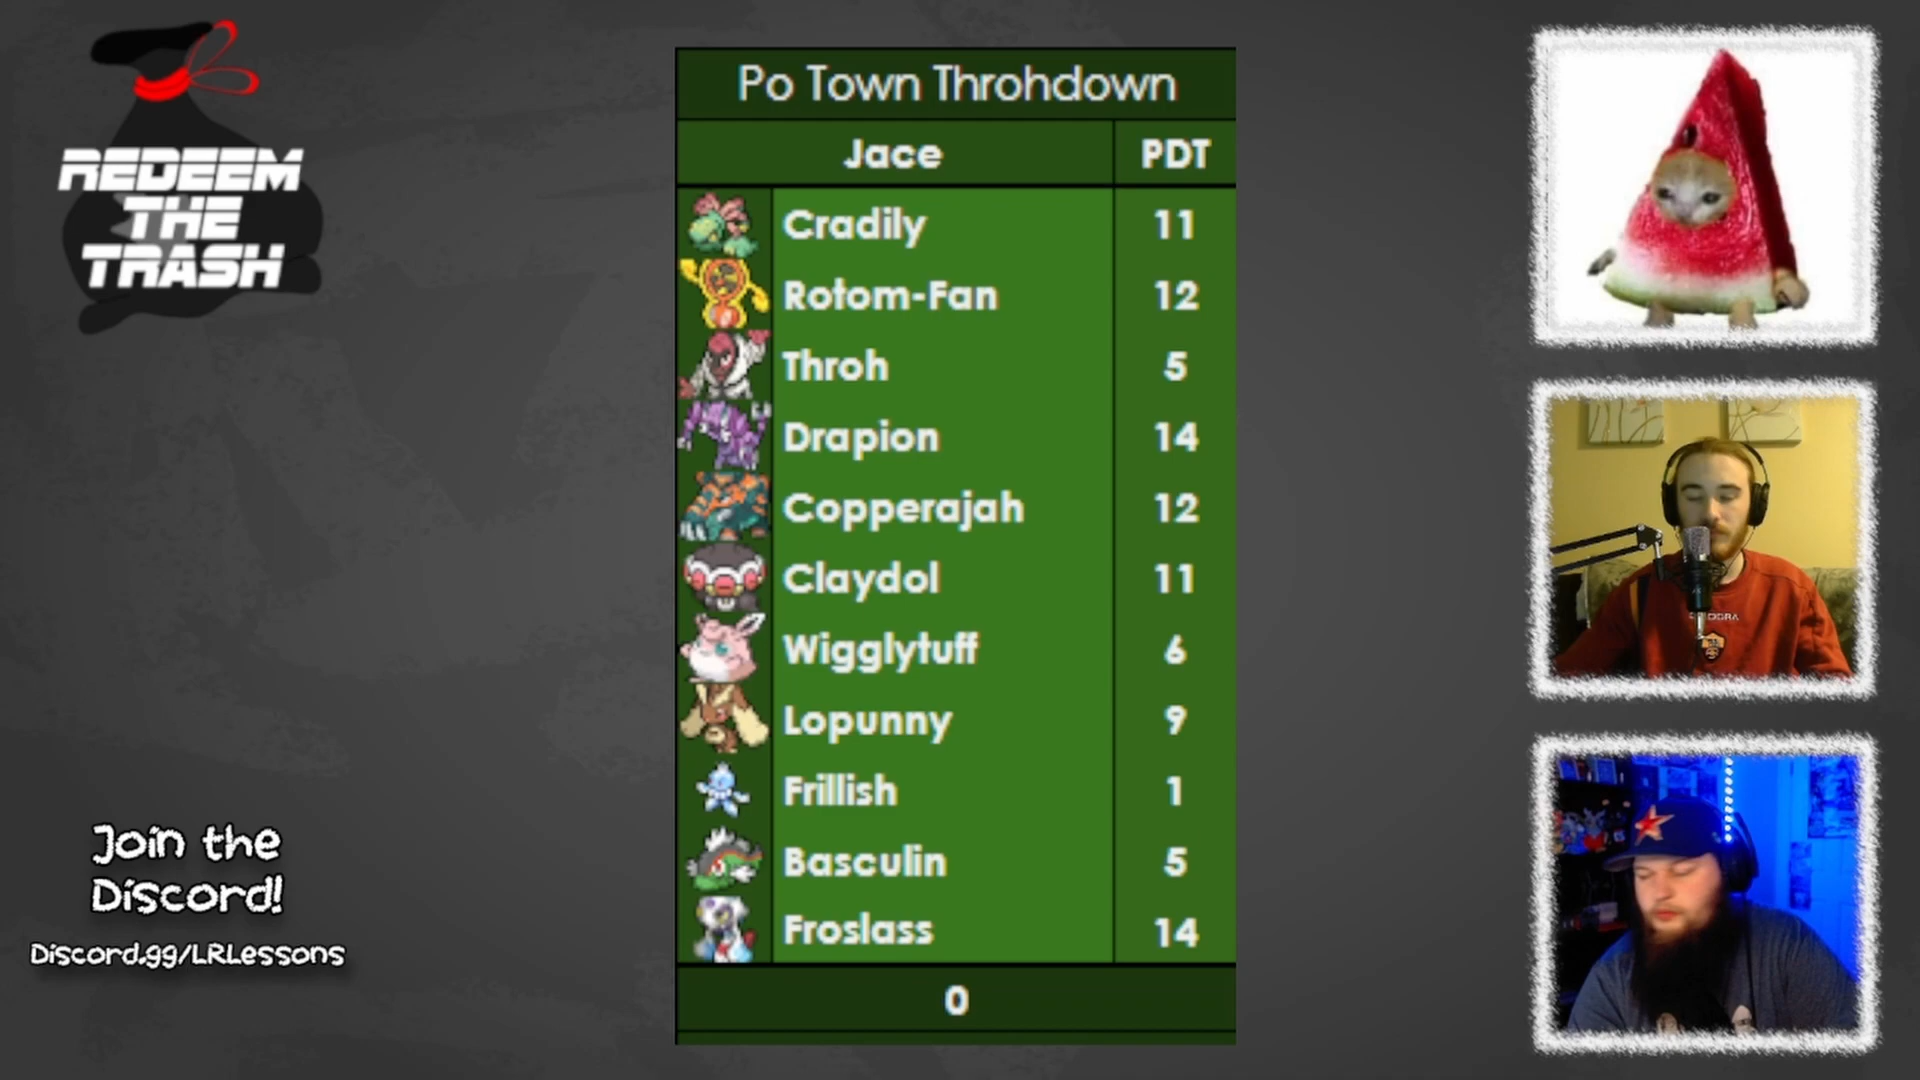 REDEEM
THE
TRASH
Po Town Throhdown
Jace PDT
Cradily 11
Rotom-Fan 12
Throh 5
Drapion 14
Copperajah 12
Claydol 11
Wigglytuff 6
Lopunny 9
Frillish 1
Basculin 5
Froslass 14
0
Join the
Discord!
Discord.gg/LRLessons